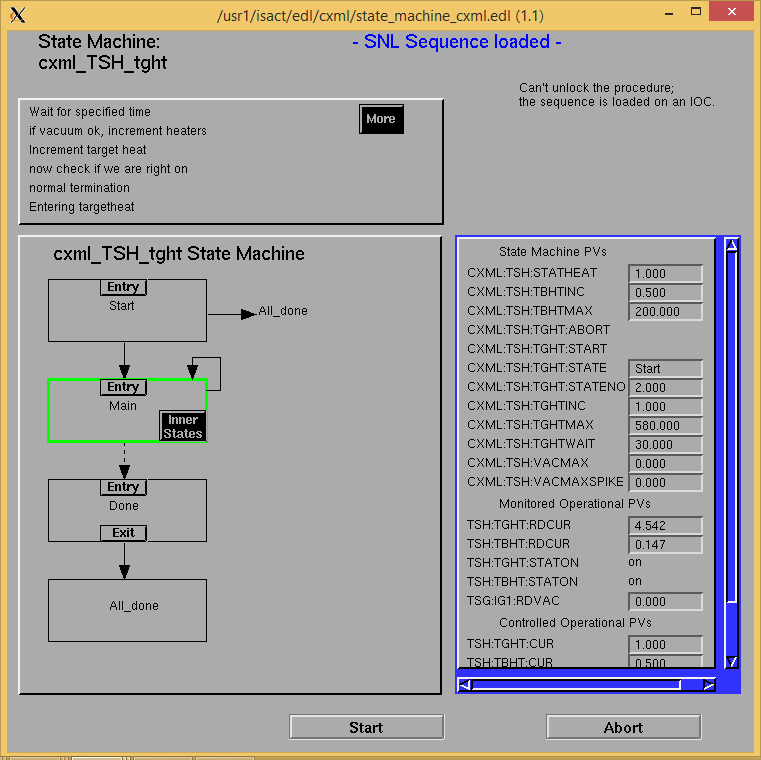 /usr1/isact/edl/cxml/state_machine_cxml.edl (1.1)
State Machine:
- SNL Sequence loaded -
cxml_TSH_tght
Can't unlock the procedure;
the sequence is loaded on an IOC.
Wait for specified time
More
if vacuum ok, increment heaters
Increment target heat
now check if we are right on
normal termination
Entering targetheat
cxml_TSH_tght State Machine
Entry
Start
All_done
Entry
Main
Inner
States
Entry
Done
Exit
All_done
State Machine PVs
CXML:TSH:STATHEAT 1.000
CXML:TSH:TBHTINC 0.500
CXML:TSH:TBHTMAX 200.000
CXML:TSH:TGHT:ABORT
CXML:TSH:TGHT:START
CXML:TSH:TGHT:STATE Start
CXML:TSH:TGHT:STATENO 2.000
CXML:TSH:TGHTINC 1.000
CXML:TSH:TGHTMAX 580.000
CXML:TSH:TGHTWAIT 30.000
CXML:TSH:VACMAX 0.000
CXML:TSH:VACMAXSPIKE 0.000
Monitored Operational PVs
TSH:TGHT:RDCUR 4.542
TSH:TBHT:RDCUR 0.147
TSH:TGHT:STATON on
TSH:TBHT:STATON on
TSG:IG1:RDVAC 0.000
Controlled Operational PVs
TSH:TGHT:CUR 1.000
TSH:TBHT:CUR 0.500
Start
Abort